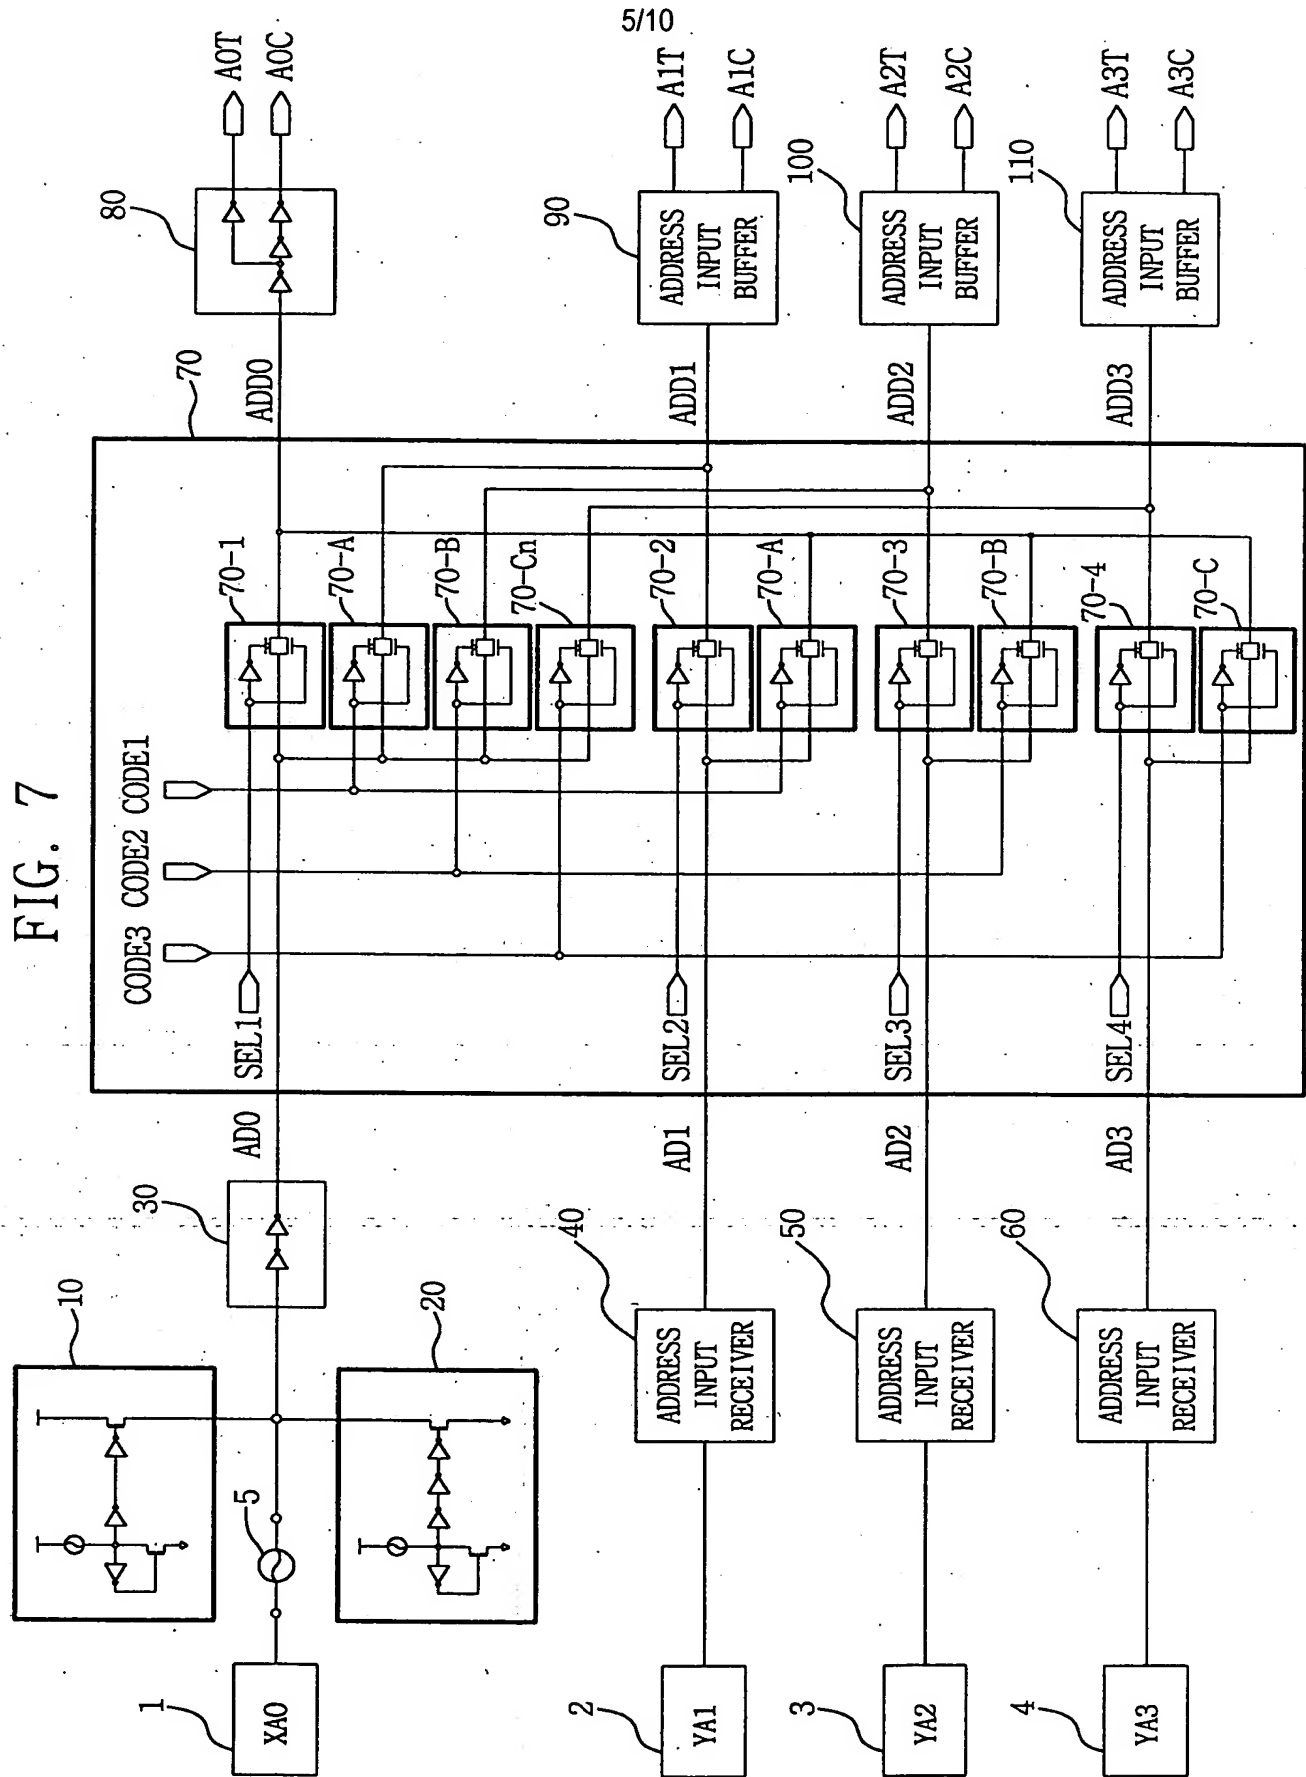 5/10
FIG. 7
XA0
1
5
10
20
30
AD0
YA1
2
ADDRESS
INPUT
RECEIVER
40
AD1
YA2
3
ADDRESS
INPUT
RECEIVER
50
AD2
YA3
4
ADDRESS
INPUT
RECEIVER
60
AD3
CODE3
CODE2
CODE1
SEL1
SEL2
SEL3
SEL4
70
70-1
70-A
70-B
70-Cn
70-2
70-A
70-3
70-B
70-4
70-C
ADD0
80
A0T
A0C
ADD1
90
ADDRESS
INPUT
BUFFER
A1T
A1C
ADD2
100
ADDRESS
INPUT
BUFFER
A2T
A2C
ADD3
110
ADDRESS
INPUT
BUFFER
A3T
A3C